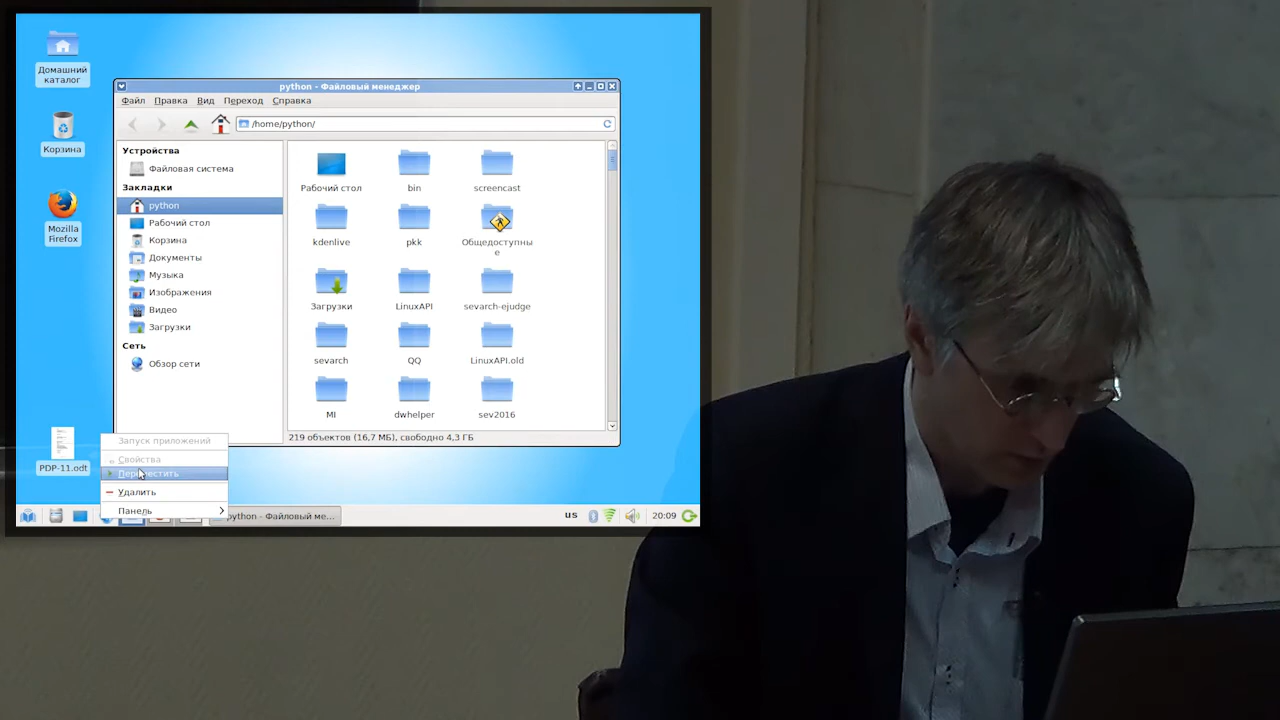 Домашний
каталог
Корзина
Mozilla
Firefox
PDP-11.odt
python - Файловый менеджер
Файл Правка Вид Переход Справка
/home/python/
Устройства
Файловая система
Закладки
python
Рабочий стол
Корзина
Документы
Музыка
Изображения
Видео
Загрузки
Сеть
Обзор сети
Рабочий стол bin screencast
kdenlive pkk Общедоступны
е
Загрузки LinuxAPI sevarch-ejudge
sevarch QQ LinuxAPI.old
MI dwhelper sev2016
219 объектов (16,7 МБ), свободно 4,3 ГБ
Запуск приложений
Свойства
Переместить
Удалить
Панель
python - Файловый ме...
us
20:09